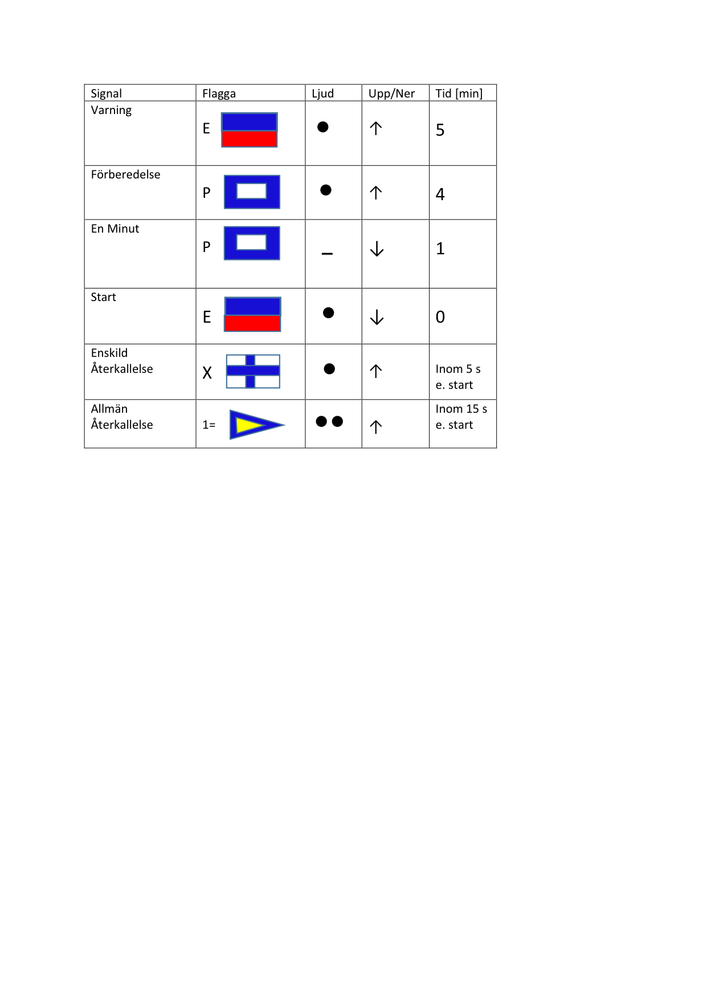 Signal Flagga Ljud Upp/Ner Tid [min]
Varning
E ● ↑ 5
Förberedelse
P ● ↑ 4
En Minut
P – ↓ 1
Start
E ● ↓ 0
Enskild
Återkallelse
X ● ↑ Inom 5 s
e. start
Allmän
Återkallelse
1= ●● ↑ Inom 15 s
e. start